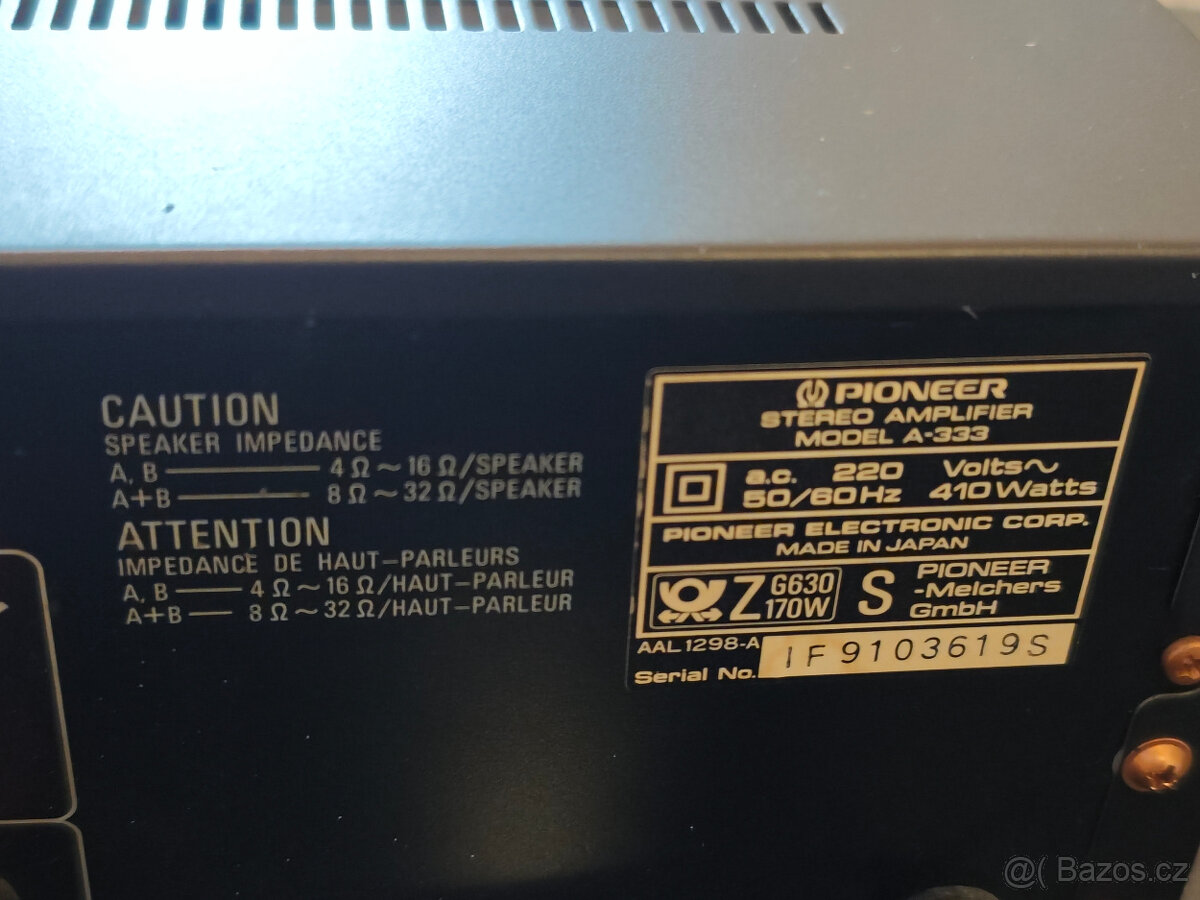 CAUTION
SPEAKER IMPEDANCE
A, B 4 Ω ~ 16 Ω/SPEAKER
A+B 8 Ω ~ 32 Ω/SPEAKER
ATTENTION
IMPEDANCE DE HAUT-PARLEURS
A, B 4 Ω ~ 16 Ω/HAUT-PARLEUR
A+B 8 Ω ~ 32 Ω/HAUT-PARLEUR
PIONEER
STEREO AMPLIFIER
MODEL A-333
a.c. 220 Volts~
50/60Hz 410 Watts
PIONEER ELECTRONIC CORP.
MADE IN JAPAN
Z G630 170W S PIONEER
-Melchers
GmbH
AAL1298-A
Serial No. IF9103619S
@( Bazos.cz